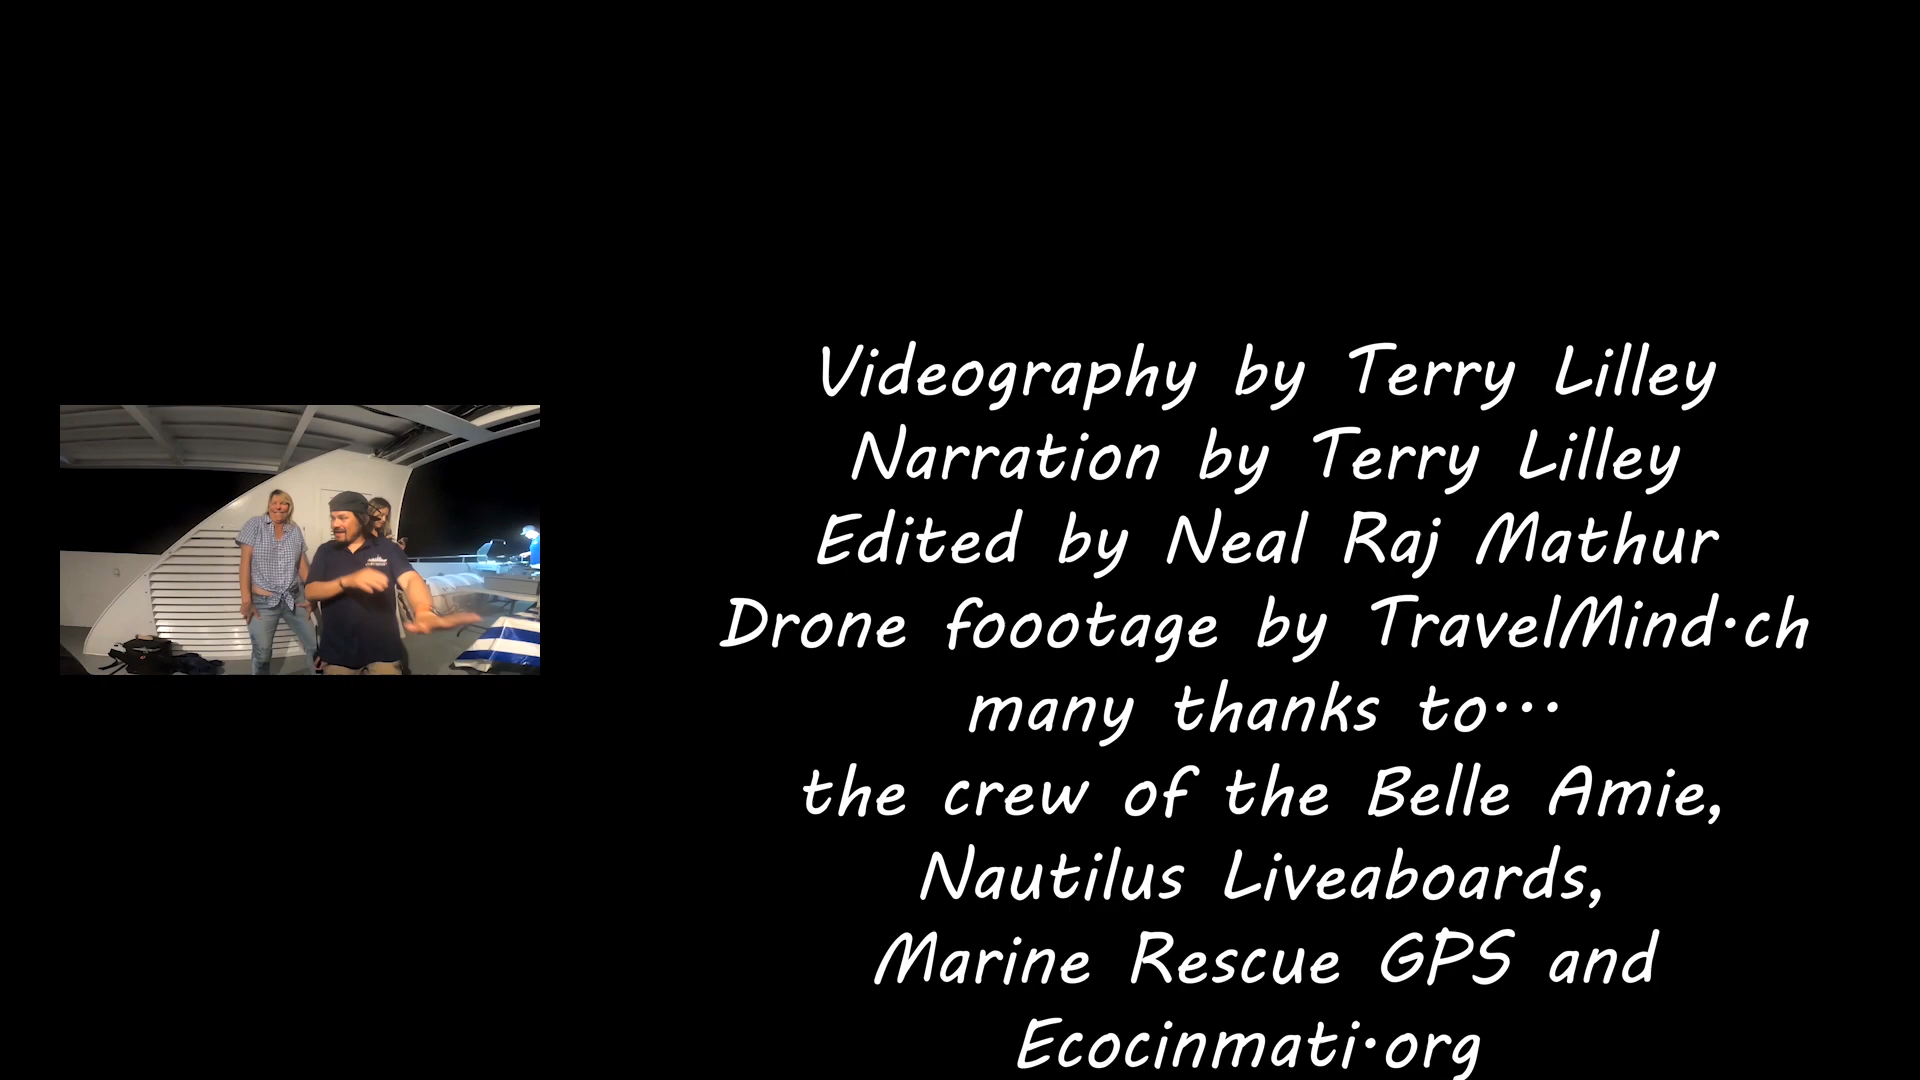 Videography by Terry Lilley
Narration by Terry Lilley
Edited by Neal Raj Mathur
Drone foootage by TravelMind.ch
many thanks to...
the crew of the Belle Amie,
Nautilus Liveaboards,
Marine Rescue GPS and
Ecocinmati.org